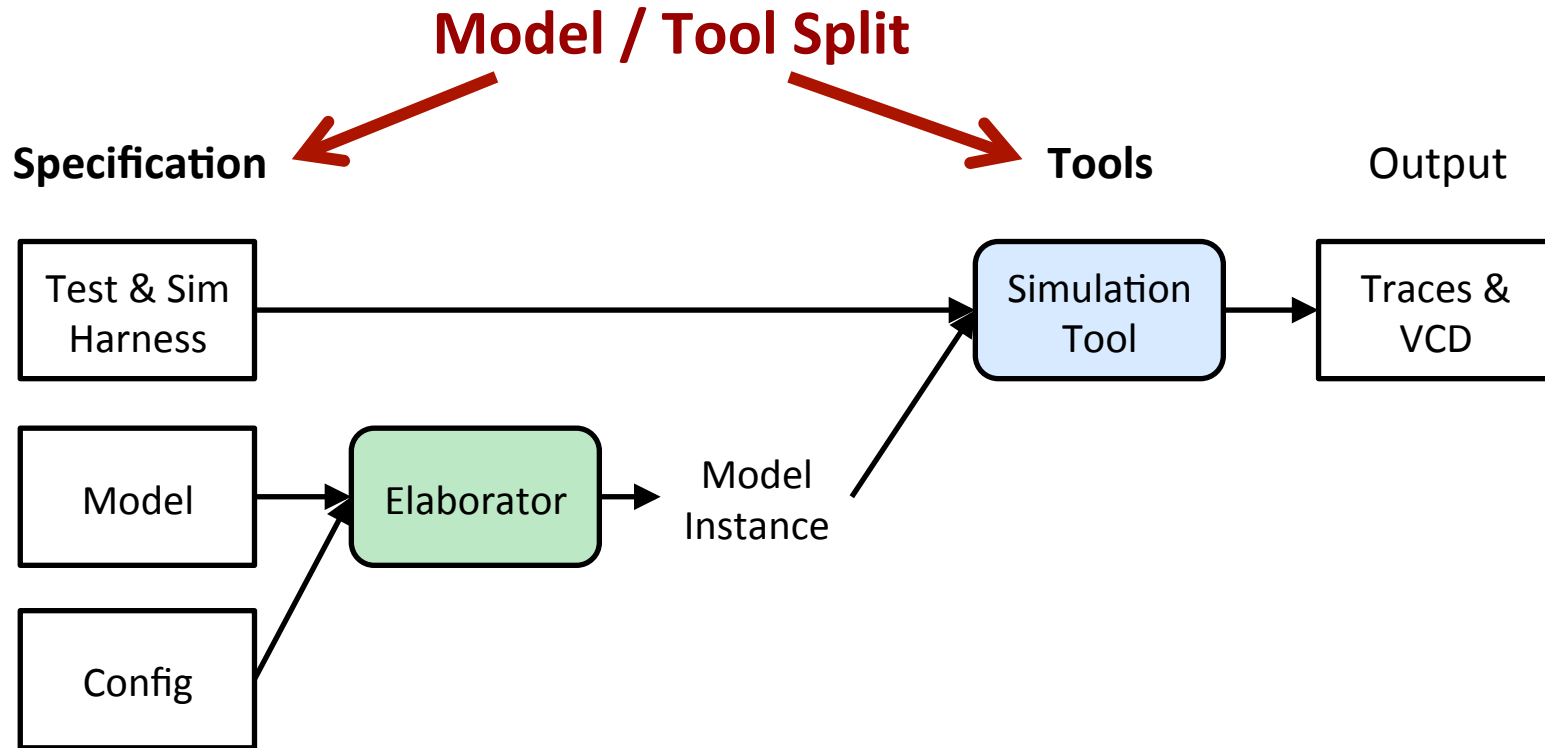 Model / Tool Split
Specification
Tools
Output
Test & Sim
Harness
Simulation
Tool
Traces &
VCD
Model
Elaborator
Model
Instance
Config